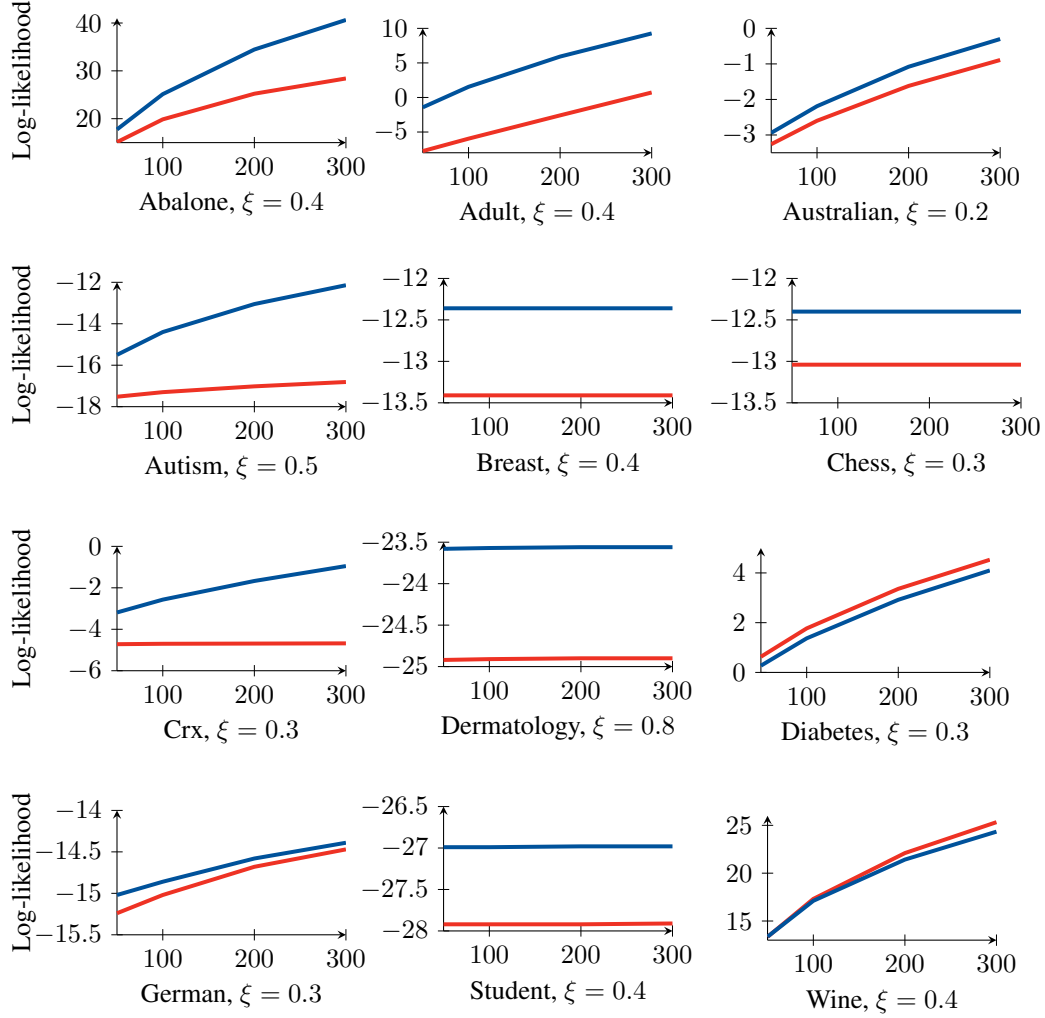 Log-likelihood
40
30
20
100 200 300
Abalone, ξ = 0.4
10
5
0
−5
100 200 300
Adult, ξ = 0.4
0
−1
−2
−3
100 200 300
Australian, ξ = 0.2
Log-likelihood
−12
−14
−16
−18
100 200 300
Autism, ξ = 0.5
−12
−12.5
−13
−13.5
100 200 300
Breast, ξ = 0.4
−12
−12.5
−13
−13.5
100 200 300
Chess, ξ = 0.3
Log-likelihood
0
−2
−4
−6
100 200 300
Crx, ξ = 0.3
−23.5
−24
−24.5
−25
100 200 300
Dermatology, ξ = 0.8
4
2
0
100 200 300
Diabetes, ξ = 0.3
Log-likelihood
−14
−14.5
−15
−15.5
100 200 300
German, ξ = 0.3
−26.5
−27
−27.5
−28
100 200 300
Student, ξ = 0.4
25
20
15
100 200 300
Wine, ξ = 0.4